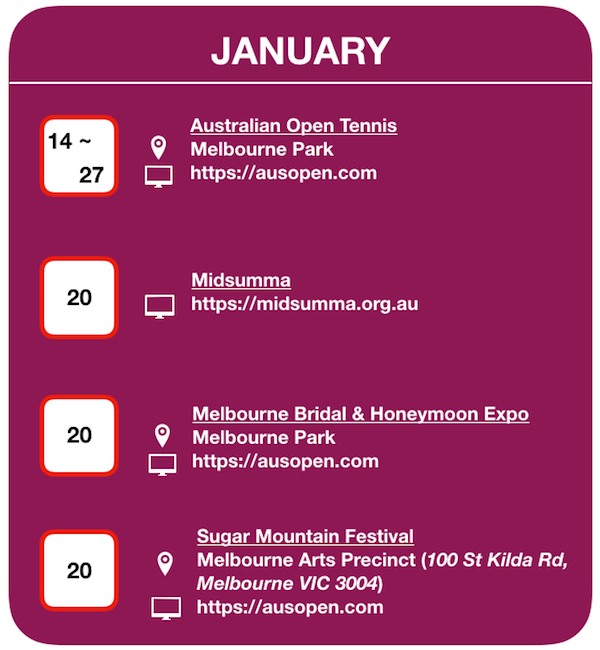 JANUARY
14 ~
27
Australian Open Tennis
Melbourne Park
https://ausopen.com
20
Midsumma
https://midsumma.org.au
20
Melbourne Bridal & Honeymoon Expo
Melbourne Park
https://ausopen.com
20
Sugar Mountain Festival
Melbourne Arts Precinct (100 St Kilda Rd,
Melbourne VIC 3004)
https://ausopen.com